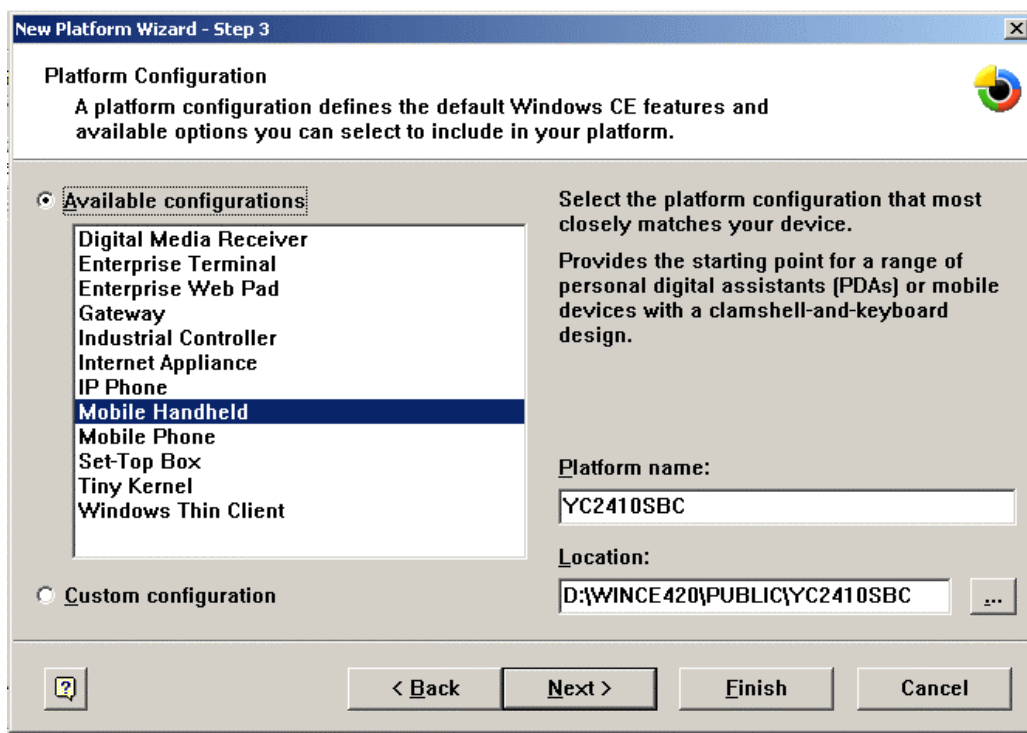 New Platform Wizard - Step 3
Platform Configuration
A platform configuration defines the default Windows CE features and
available options you can select to include in your platform.
Available configurations
Digital Media Receiver
Enterprise Terminal
Enterprise Web Pad
Gateway
Industrial Controller
Internet Appliance
IP Phone
Mobile Handheld
Mobile Phone
Set-Top Box
Tiny Kernel
Windows Thin Client
Custom configuration
Select the platform configuration that most
closely matches your device.
Provides the starting point for a range of
personal digital assistants (PDAs) or mobile
devices with a clamshell-and-keyboard
design.
Platform name:
YC2410SBC
Location:
D:\WINCE420\PUBLIC\YC2410SBC
...
?
< Back
Next >
Finish
Cancel